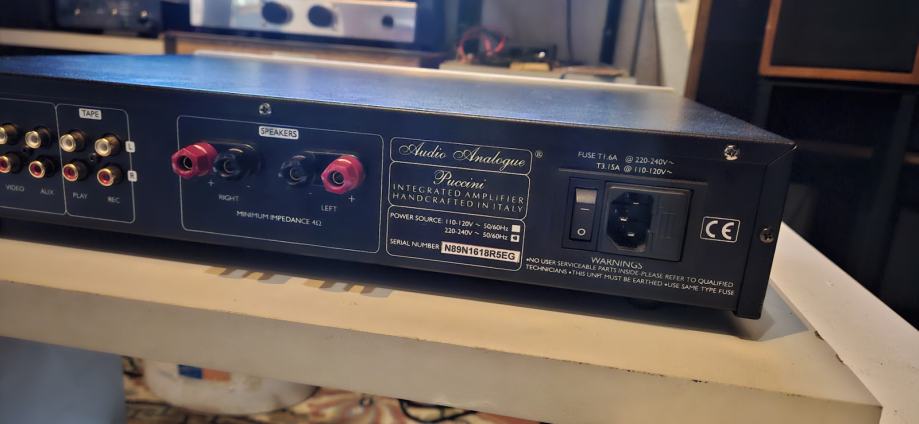 TAPE
L
R
VIDEO
AUX
PLAY
REC
SPEAKERS
+
-
-
+
RIGHT
LEFT
MINIMUM IMPEDANCE 4Ω
Audio Analogue ®
Puccini
INTEGRATED AMPLIFIER
HANDCRAFTED IN ITALY
POWER SOURCE: 110-120V ~ 50/60Hz
220-240V ~ 50/60Hz
SERIAL NUMBER N89N1618R5EG
FUSE T1.6A @ 220-240V~
T3.15A @ 110-120V~
CE
WARNINGS
•NO USER SERVICEABLE PARTS INSIDE-PLEASE REFER TO QUALIFIED
TECHNICIANS •THIS UNIT MUST BE EARTHED •USE SAME TYPE FUSE